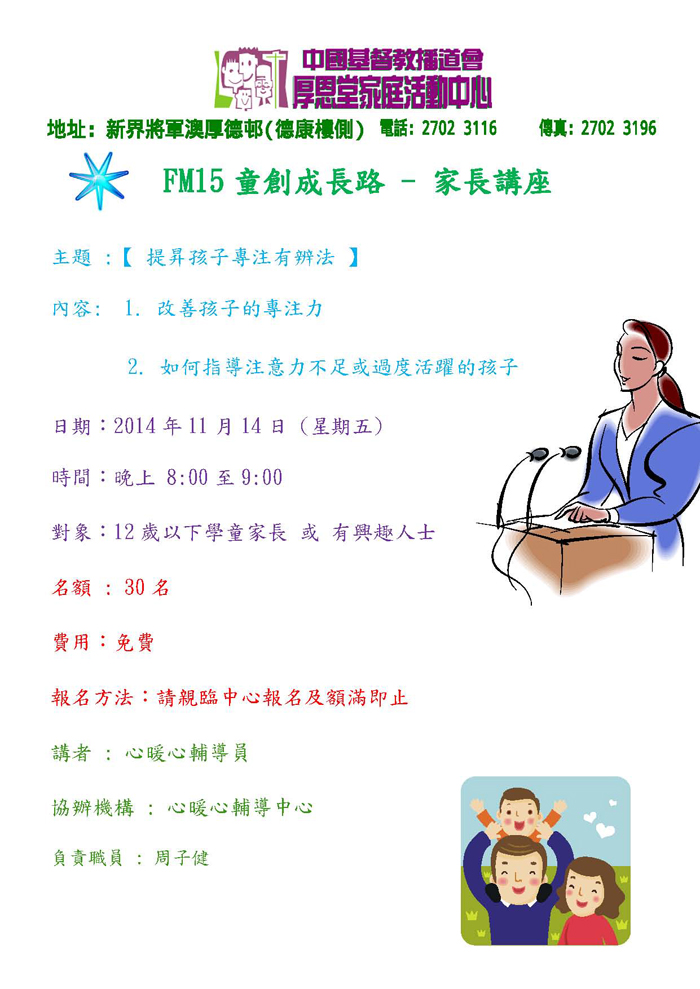 中國基督教播道會
厚恩堂家庭活動中心
地址: 新界將軍澳厚德邨(德康樓側) 電話: 2702 3116 傳真: 2702 3196
FM15 童創成長路 - 家長講座
主題 :【 提昇孩子專注有辦法 】
內容: 1. 改善孩子的專注力
2. 如何指導注意力不足或過度活躍的孩子
日期：2014 年 11 月 14 日 (星期五)
時間：晚上 8:00 至 9:00
對象：12 歲以下學童家長 或 有興趣人士
名額 : 30 名
費用：免費
報名方法：請親臨中心報名及額滿即止
講者 : 心暖心輔導員
協辦機構 : 心暖心輔導中心
負責職員 : 周子健